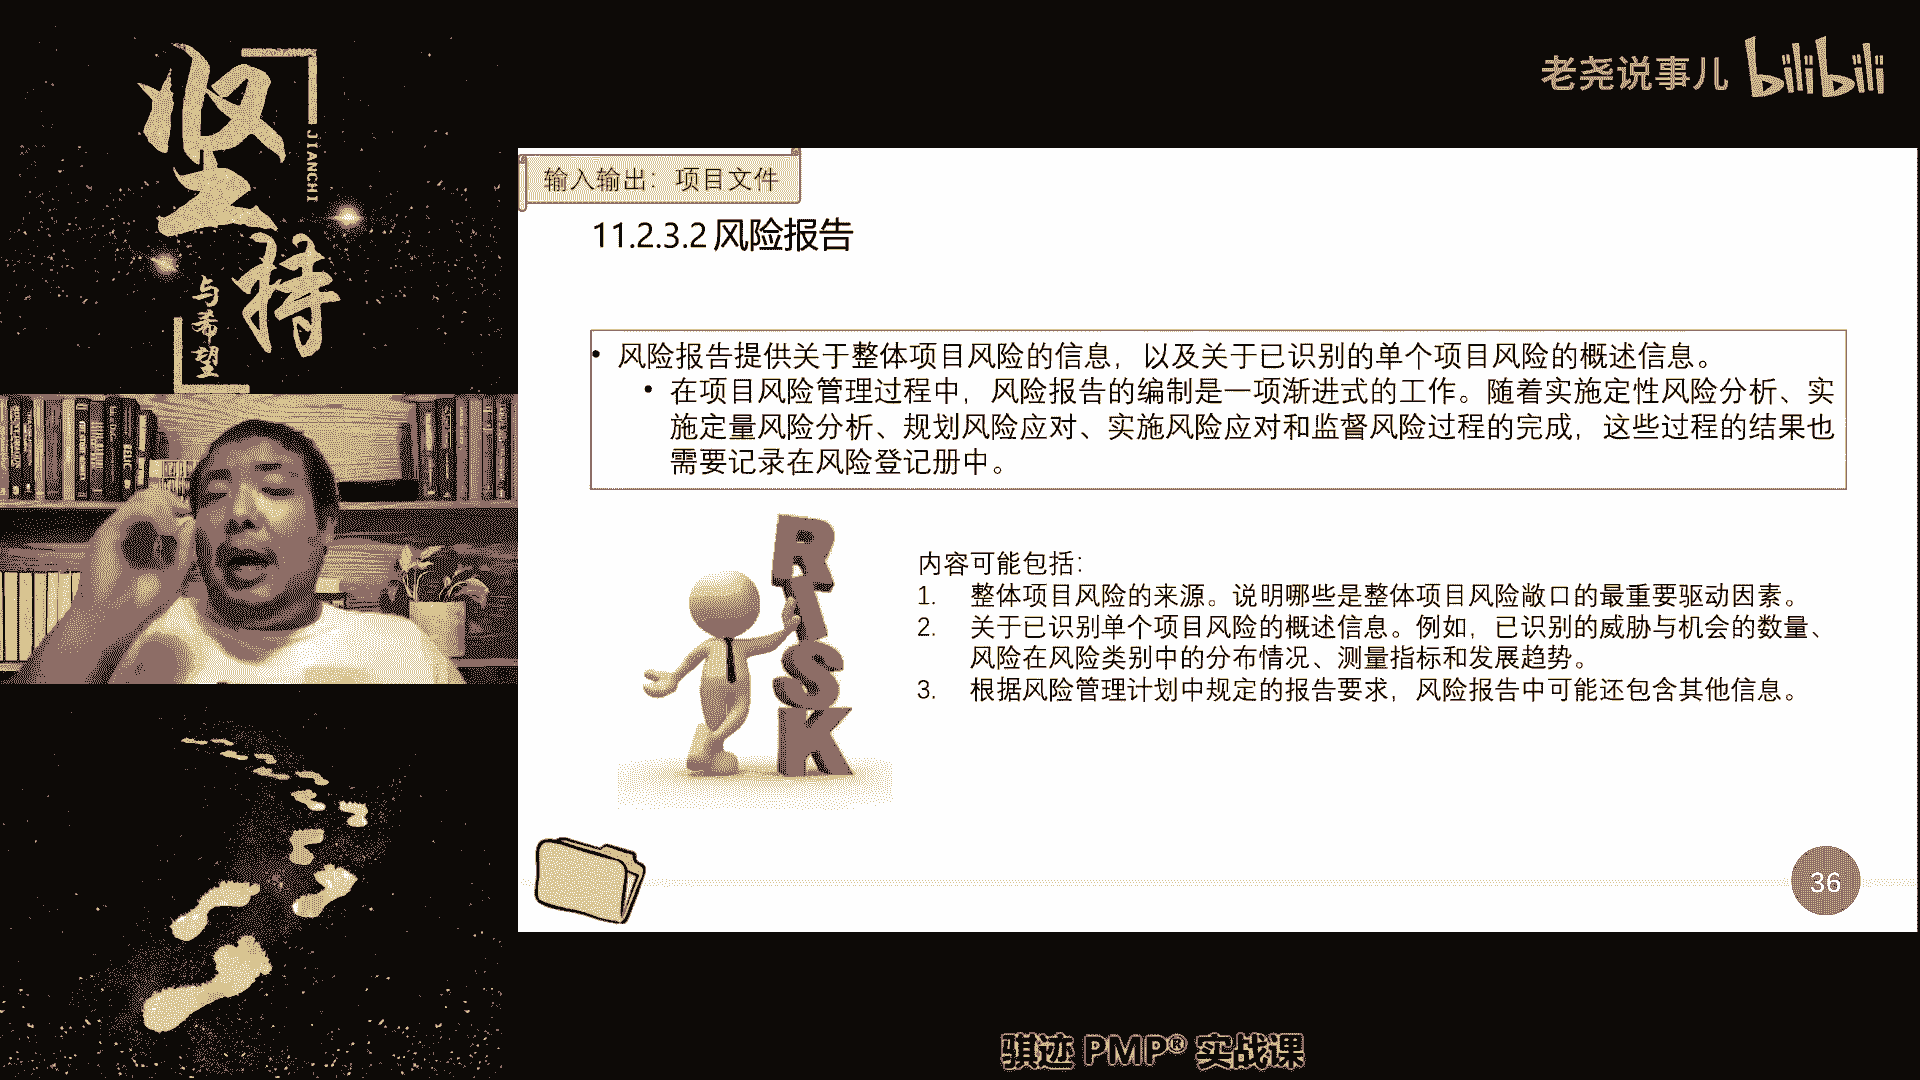 坚持
JIANCHI
与希望
老尧说事儿 bilibili
输入输出：项目文件
11.2.3.2 风险报告
• 风险报告提供关于整体项目风险的信息，以及关于已识别的单个项目风险的概述信息。
• 在项目风险管理过程中，风险报告的编制是一项渐进式的工作。随着实施定性风险分析、实
施定量风险分析、规划风险应对、实施风险应对和监督风险过程的完成，这些过程的结果也
需要记录在风险登记册中。
RISK
内容可能包括：
1. 整体项目风险的来源。说明哪些是整体项目风险敞口的最重要驱动因素。
2. 关于已识别单个项目风险的概述信息。例如，已识别的威胁与机会的数量、
风险在风险类别中的分布情况、测量指标和发展趋势。
3. 根据风险管理计划中规定的报告要求，风险报告中可能还包含其他信息。
36
骐迹 PMP® 实战课